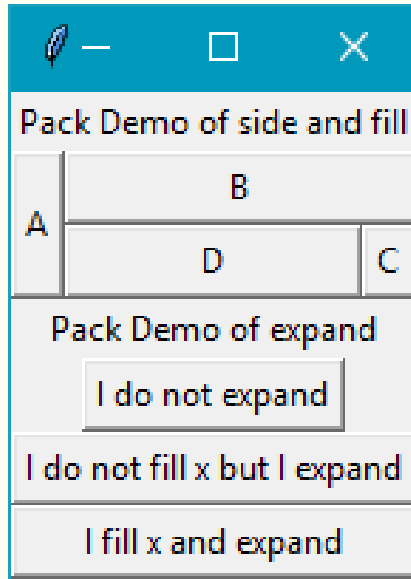 Pack Demo of side and fill
A
B
D
C
Pack Demo of expand
I do not expand
I do not fill x but I expand
I fill x and expand